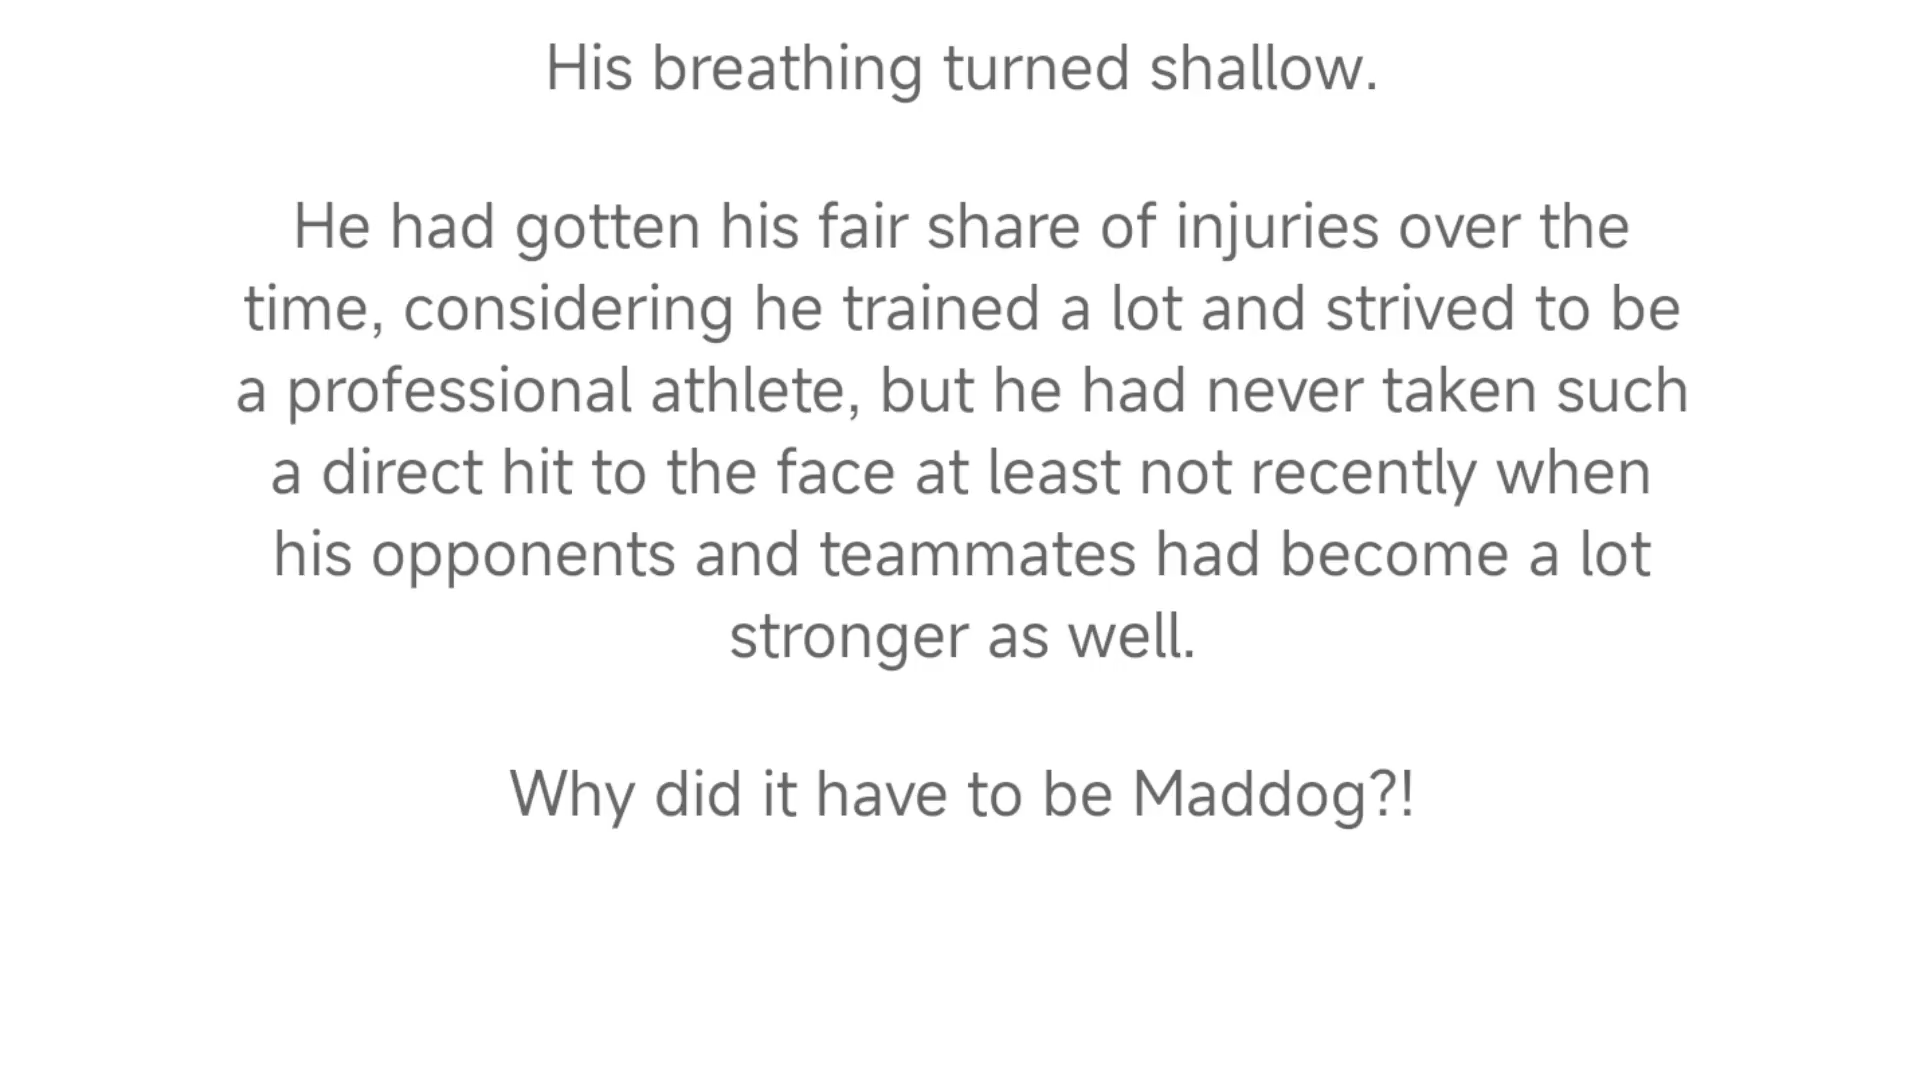 His breathing turned shallow.
He had gotten his fair share of injuries over the
time, considering he trained a lot and strived to be
a professional athlete, but he had never taken such
a direct hit to the face at least not recently when
his opponents and teammates had become a lot
stronger as well.
Why did it have to be Maddog?!